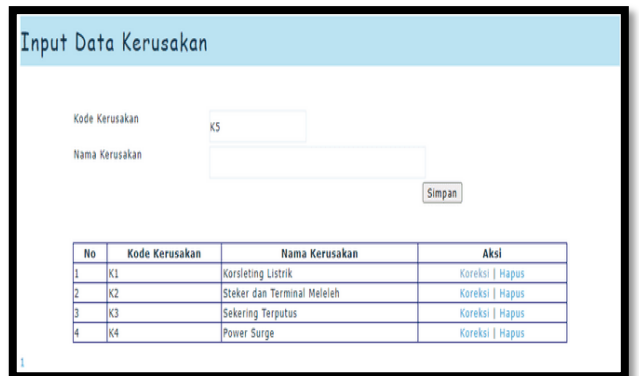 Input Data Kerusakan
Kode Kerusakan K5
Nama Kerusakan
Simpan
No Kode Kerusakan Nama Kerusakan Aksi
1 K1 Korsleting Listrik Koreksi | Hapus
2 K2 Steker dan Terminal Meleleh Koreksi | Hapus
3 K3 Sekering Terputus Koreksi | Hapus
4 K4 Power Surge Koreksi | Hapus
1